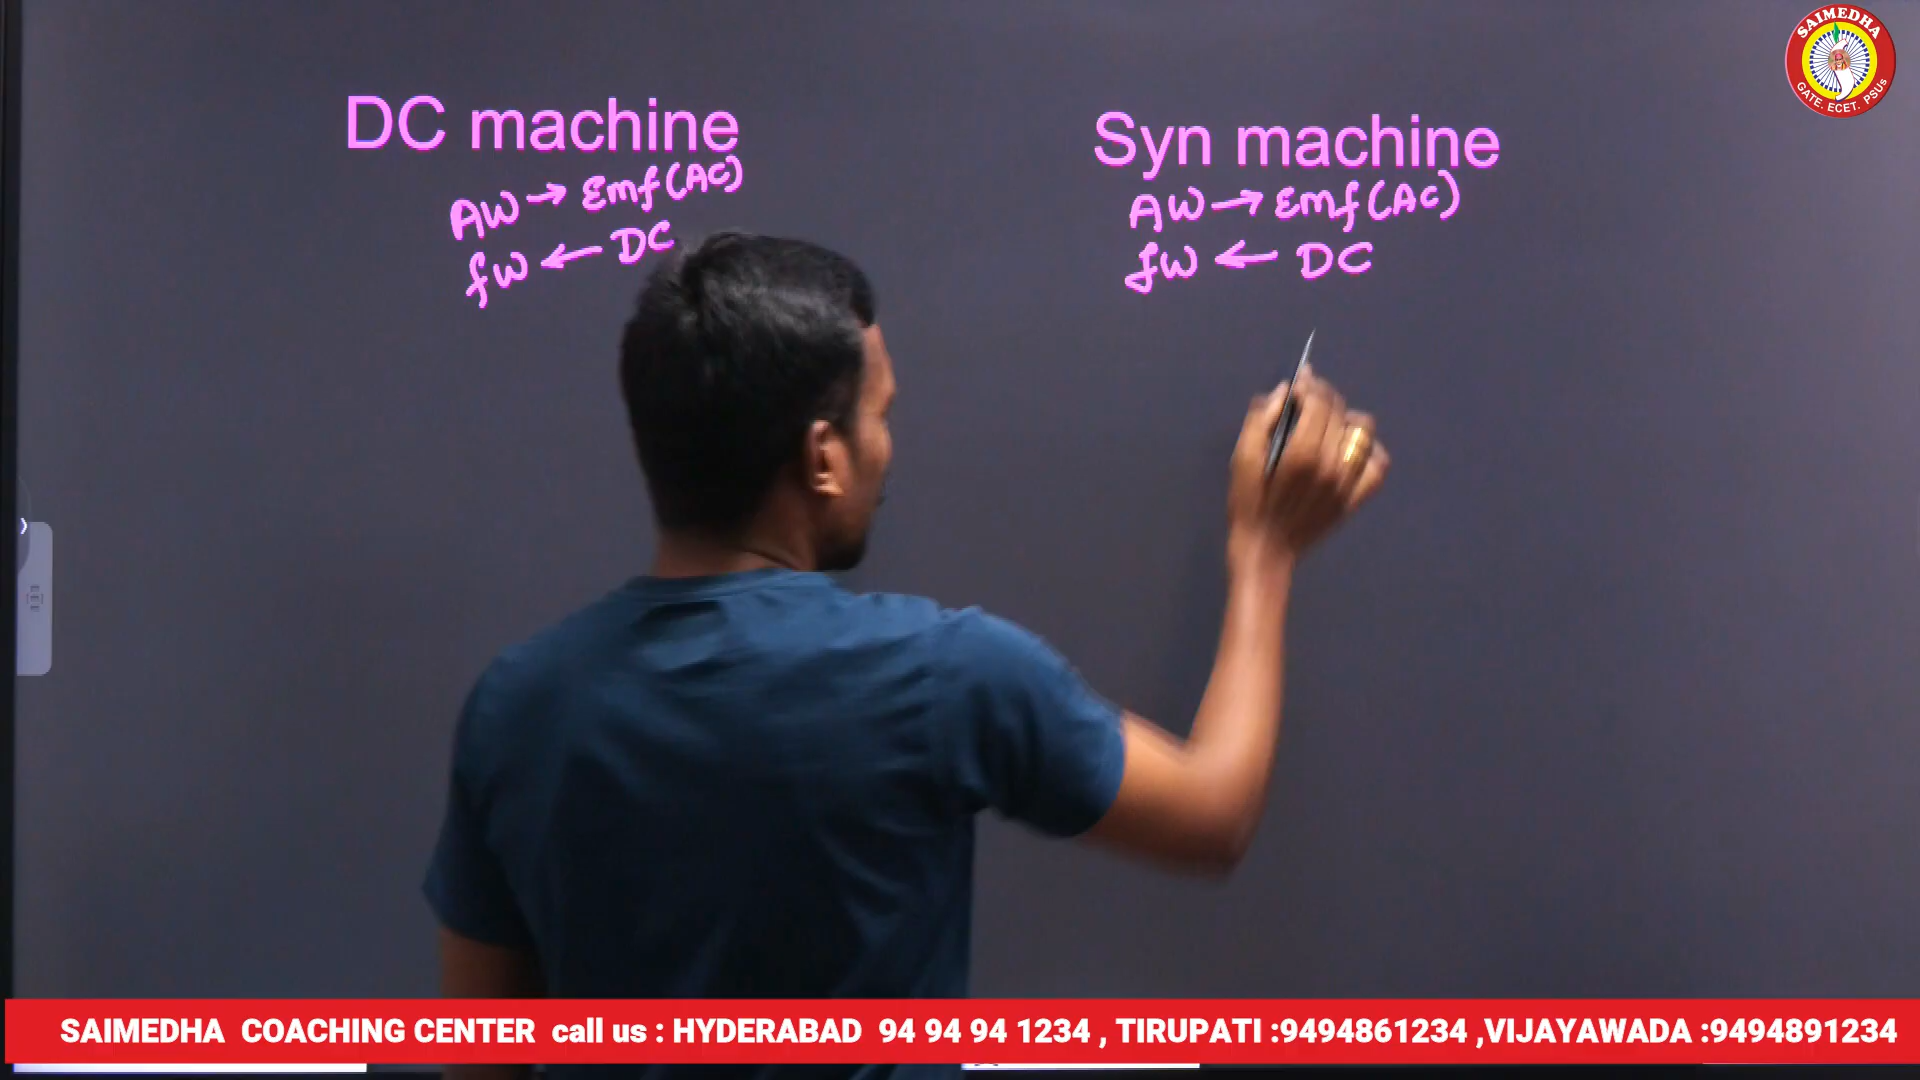 DC machine
AW → Emf (AC)
fw ← DC
Syn machine
AW → Emf (AC)
fw ← DC
SAIMEDHA
GATE. ECET. PSUs
SAIMEDHA COACHING CENTER call us : HYDERABAD 94 94 94 1234 , TIRUPATI :9494861234 ,VIJAYAWADA :9494891234